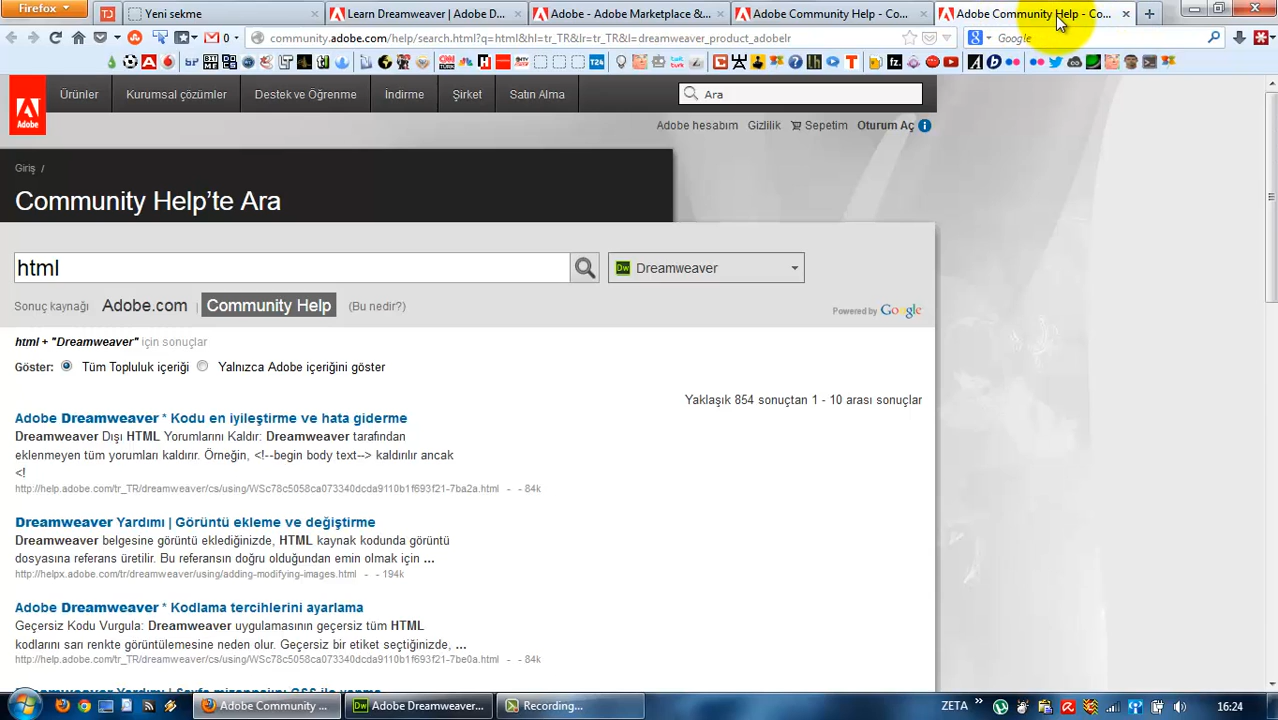 Firefox
Yeni sekme
Learn Dreamweaver | Adobe D...
Adobe - Adobe Marketplace &...
Adobe Community Help - Co...
Adobe Community Help - Co...
community.adobe.com/help/search.html?q=html&hl=tr_TR&lr=tr_TR&l=dreamweaver_product_adobelr
Google
Adobe
Ürünler
Kurumsal çözümler
Destek ve Öğrenme
İndirme
Şirket
Satın Alma
Ara
Adobe hesabım
Gizlilik
Sepetim
Oturum Aç
Giriş /
Community Help'te Ara
html
Dw Dreamweaver
Sonuç kaynağı Adobe.com | Community Help (Bu nedir?)
Powered by Google
html + "Dreamweaver" için sonuçlar
Göster: Tüm Topluluk içeriği Yalnızca Adobe içeriğini göster
Yaklaşık 854 sonuçtan 1 - 10 arası sonuçlar
Adobe Dreamweaver * Kodu en iyileştirme ve hata giderme
Dreamweaver Dışı HTML Yorumlarını Kaldır: Dreamweaver tarafından
eklenmeyen tüm yorumları kaldırır. Örneğin, <!--begin body text--> kaldırılır ancak
<!
http://help.adobe.com/tr_TR/dreamweaver/cs/using/WSc78c5058ca073340dcda9110b1f693f21-7ba2a.html - - 84k
Dreamweaver Yardımı | Görüntü ekleme ve değiştirme
Dreamweaver belgesine görüntü eklediğinizde, HTML kaynak kodunda görüntü
dosyasına referans üretilir. Bu referansın doğru olduğundan emin olmak için ...
http://helpx.adobe.com/tr/dreamweaver/using/adding-modifying-images.html - - 194k
Adobe Dreamweaver * Kodlama tercihlerini ayarlama
Geçersiz Kodu Vurgula: Dreamweaver uygulamasının geçersiz tüm HTML
kodlarını sarı renkte görüntülemesine neden olur. Geçersiz bir etiket seçtiğinizde, ...
http://help.adobe.com/tr_TR/dreamweaver/cs/using/WSc78c5058ca073340dcda9110b1f693f21-7be0a.html - - 84k
Dreamweaver Yardımı | Sayfa mizanpajını CSS ile yapma
Adobe Community ...
Adobe Dreamweaver...
Recording...
ZETA
16:24